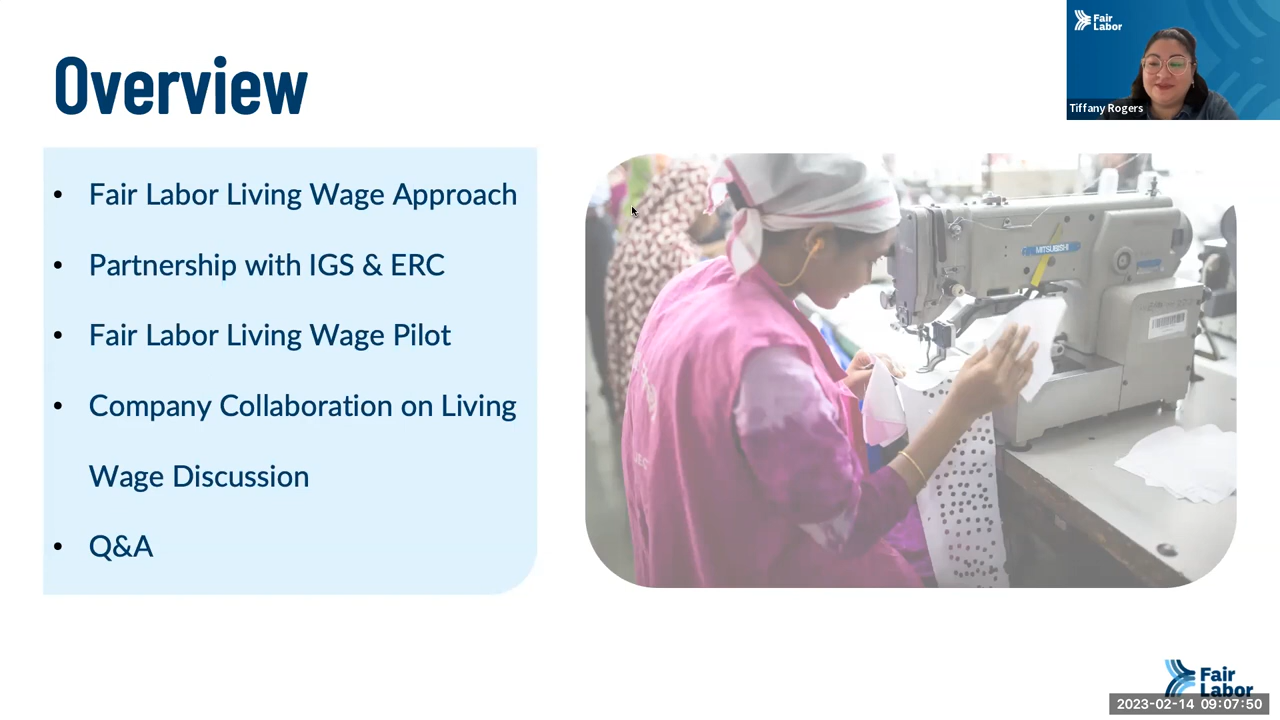 Overview
Fair
Labor
Tiffany Rogers
• Fair Labor Living Wage Approach
• Partnership with IGS & ERC
• Fair Labor Living Wage Pilot
• Company Collaboration on Living
Wage Discussion
• Q&A
MITSUBISHI
Fair
Labor
2023-02-14 09:07:50